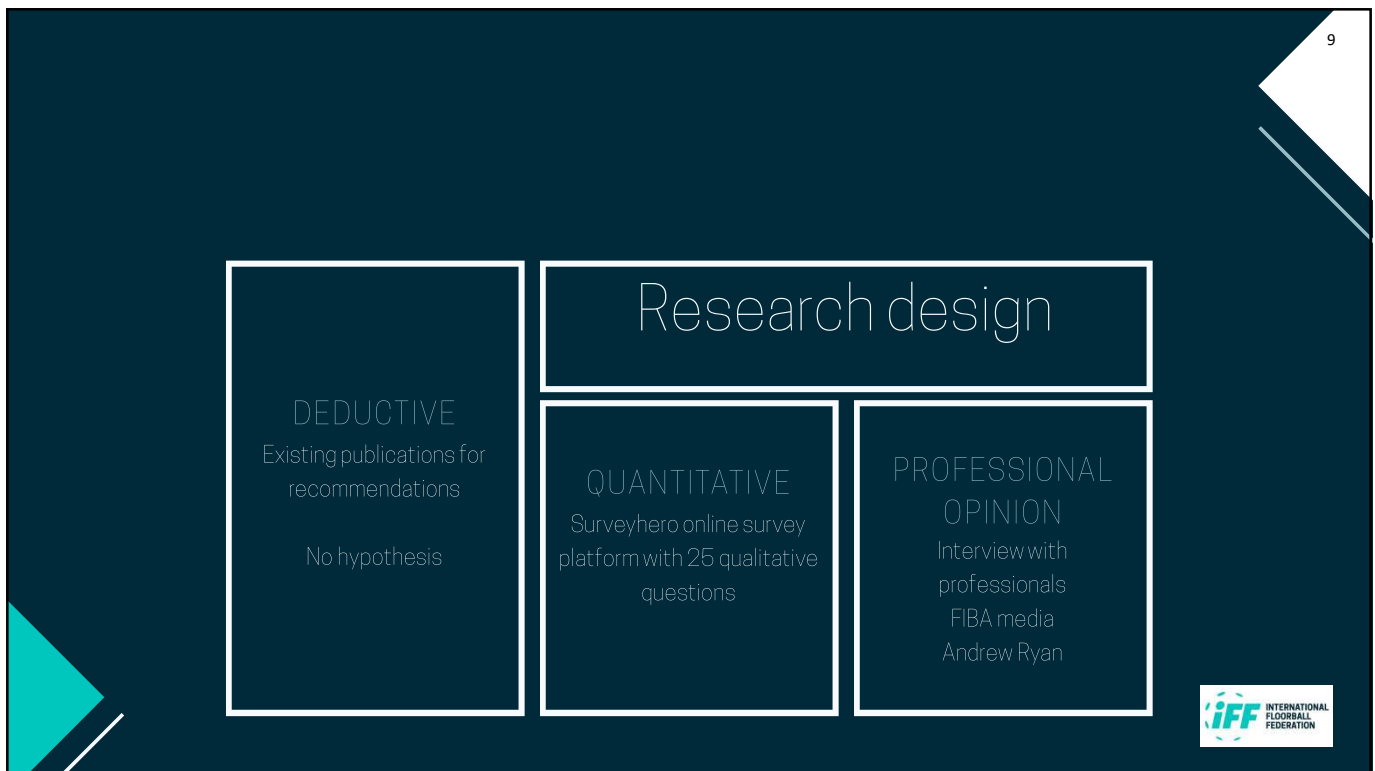 9
Research design
DEDUCTIVE
Existing publications for
recommendations
No hypothesis
QUANTITATIVE
Surveyhero online survey
platform with 25 qualitative
questions
PROFESSIONAL
OPINION
Interview with
professionals
FIBA media
Andrew Ryan
iFF
INTERNATIONAL
FLOORBALL
FEDERATION